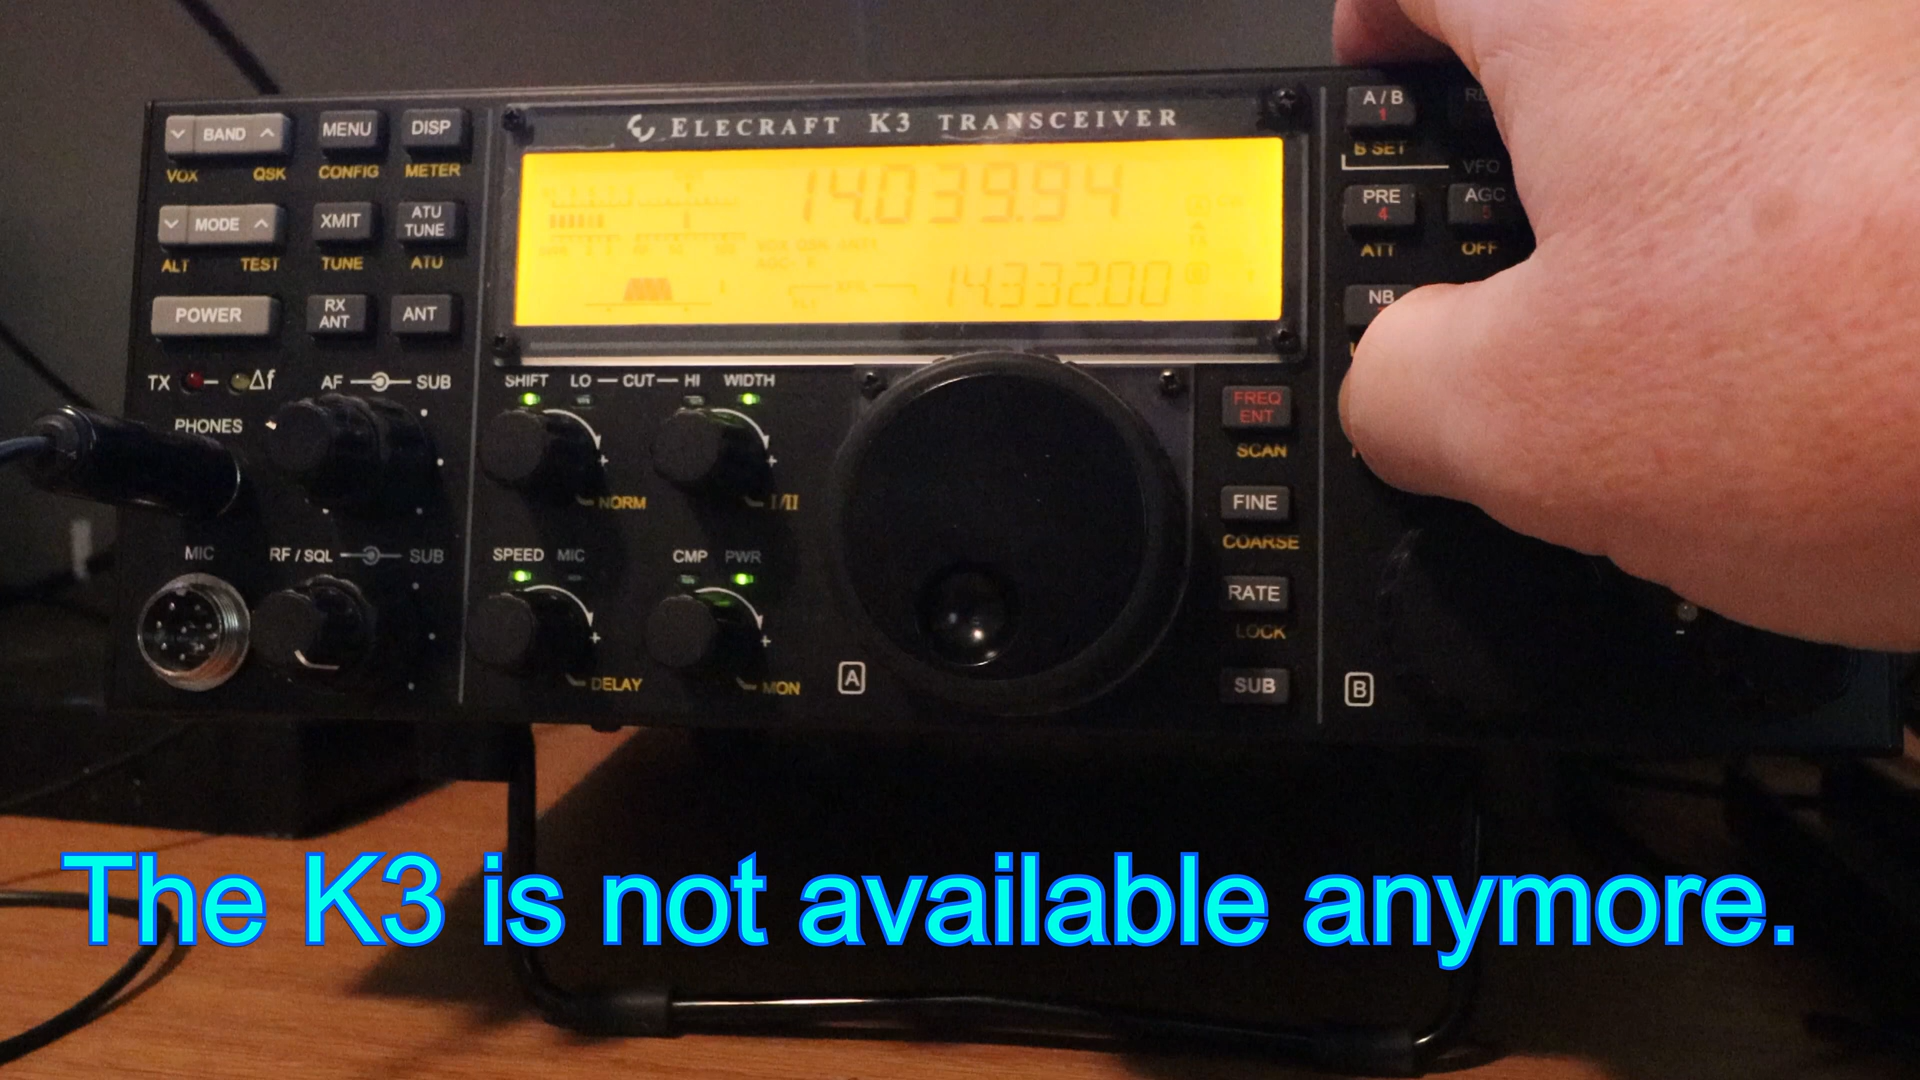 ELECRAFT K3 TRANSCEIVER
BAND MENU DISP
VOX QSK CONFIG METER
MODE XMIT ATU TUNE
ALT TEST TUNE ATU
POWER RX ANT ANT
TX Δf AF SUB
PHONES
MIC RF / SQL SUB
14.039.94
14.332.00
SHIFT LO CUT HI WIDTH
NORM I/II
SPEED MIC CMP PWR
DELAY MON
A
FREQ ENT
SCAN
FINE
COARSE
RATE
LOCK
SUB
B
A / B
1
B SET
VFO
PRE AGC
4 5
ATT OFF
NB
The K3 is not available anymore.